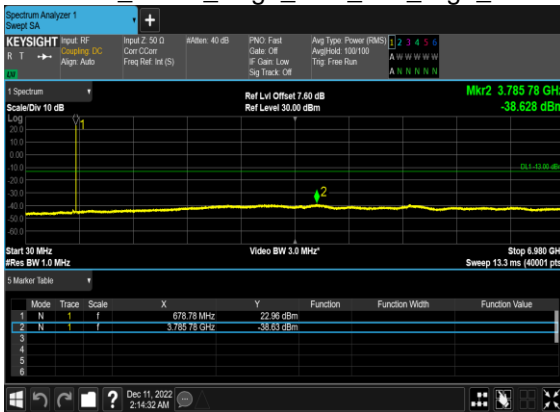 Spectrum Analyzer 1
Swept SA
KEYSIGHT Input: RF Input Z: 50 Ω #Atten: 40 dB PNO: Fast Avg Type: Power (RMS) 1 2 3 4 5 6
R T Coupling: DC Corr CCorr Gate: Off Avg|Hold: 100/100 A W W W W W
Align: Auto Freq Ref: Int (S) IF Gain: Low Trig: Free Run
Sig Track: Off A N N N N N
1 Spectrum
Ref Lvl Offset 7.60 dB Mkr2 3.785 78 GHz
Scale/Div 10 dB Ref Level 30.00 dBm -38.628 dBm
Log
20.0
10.0
0.00
-10.0
DL1 -13.00 dBm
-20.0
-30.0
-40.0
-50.0
-60.0
1
2
Start 30 MHz Video BW 3.0 MHz* Stop 6.980 GHz
#Res BW 1.0 MHz Sweep 13.3 ms (40001 pts)
5 Marker Table
Mode Trace Scale X Y Function Function Width Function Value
1 N 1 f 678.78 MHz 22.96 dBm
2 N 1 f 3.785 78 GHz -38.63 dBm
3
4
5
6
? Dec 11, 2022
2:14:32 AM